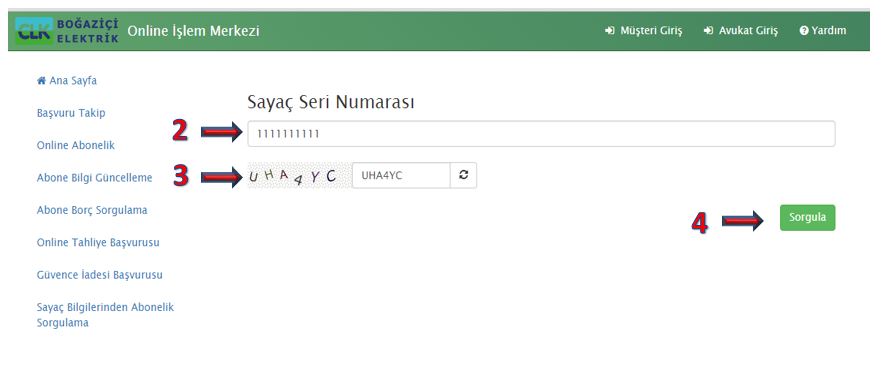 CLK BOĞAZİÇİ ELEKTRİK Online İşlem Merkezi
Müşteri Giriş Avukat Giriş Yardım
Ana Sayfa
Başvuru Takip
Online Abonelik
Abone Bilgi Güncelleme
Abone Borç Sorgulama
Online Tahliye Başvurusu
Güvence İadesi Başvurusu
Sayaç Bilgilerinden Abonelik
Sorgulama
Sayaç Seri Numarası
2 1111111111
3 UHA4YC UHA4YC
4 Sorgula